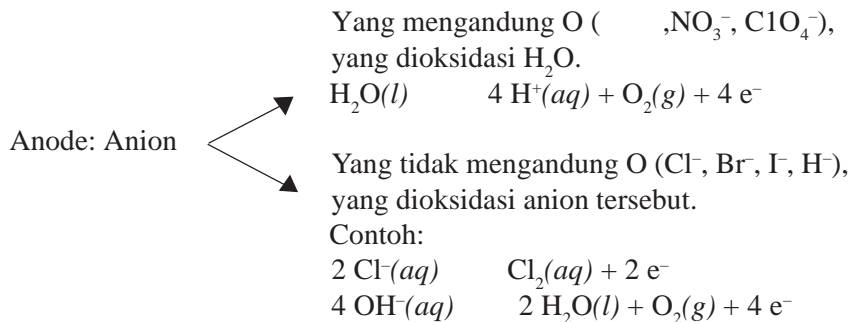 Yang mengandung O ( ,NO₃⁻, C1O₄⁻),
yang dioksidasi H₂O.
H₂O(l) 4 H⁺(aq) + O₂(g) + 4 e⁻
Anode: Anion
Yang tidak mengandung O (Cl⁻, Br⁻, I⁻, H⁻),
yang dioksidasi anion tersebut.
Contoh:
2 Cl⁻(aq) Cl₂(aq) + 2 e⁻
4 OH⁻(aq) 2 H₂O(l) + O₂(g) + 4 e⁻